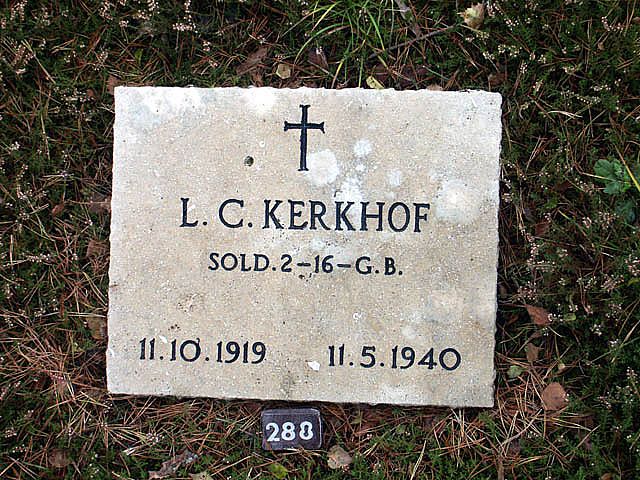 L. C. KERKHOF
SOLD. 2-16-G.B.
11.10.1919 11.5.1940
288